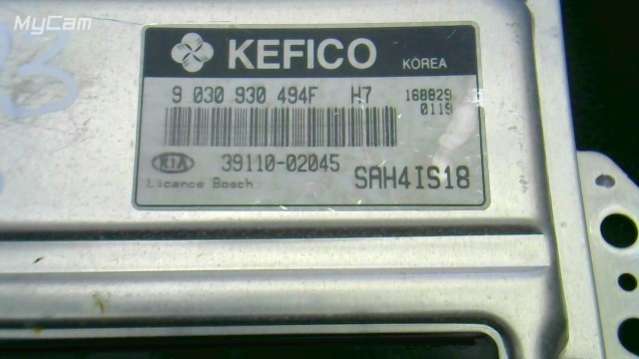 MyCam
KEFICO KOREA
9 030 930 494F H7 160829
0119
KIA 39110-02045
Licence Bosch SAH4IS18